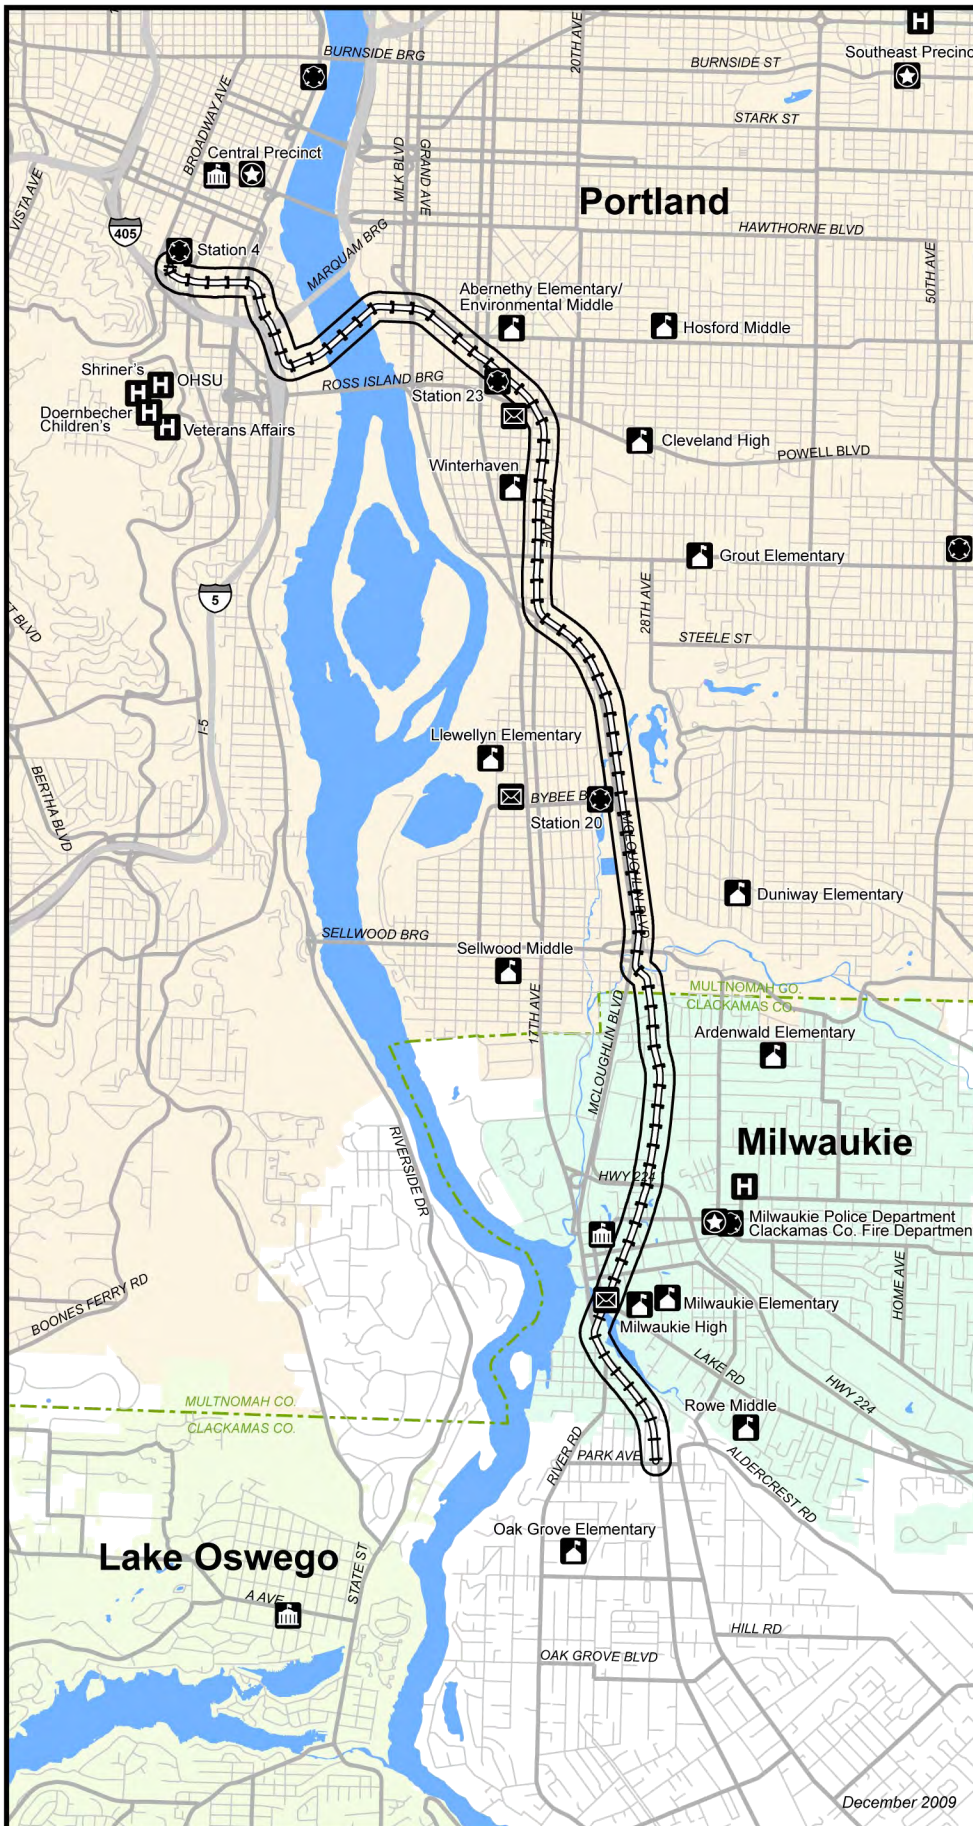 BURNSIDE BRG
20TH AVE
BURNSIDE ST
H
Southeast Precinc
BROADWAY AVE
STARK ST
Central Precinct
MLK BLVD
GRAND AVE
VISTA AVE
Portland
405
HAWTHORNE BLVD
Station 4
MARQUAM BRG
50TH AVE
Abernethy Elementary/
Environmental Middle
Hosford Middle
Shriner's
H
H
OHSU
ROSS ISLAND BRG
Station 23
Doernbecher
Children's
H
H
Veterans Affairs
Cleveland High
POWELL BLVD
Winterhaven
17TH AVE
Grout Elementary
28TH AVE
5
STEELE ST
I-5
Llewellyn Elementary
BERTHA BLVD
BYBEE B
Station 20
MCLOUGHLIN BLVD
Duniway Elementary
SELLWOOD BRG
Sellwood Middle
17TH AVE
MCLOUGHLIN BLVD
MULTNOMAH CO.
CLACKAMAS CO.
Ardenwald Elementary
RIVERSIDE DR
Milwaukie
HWY 224
H
Milwaukie Police Department
Clackamas Co. Fire Departmen
HOME AVE
BOONES FERRY RD
Milwaukie Elementary
Milwaukie High
LAKE RD
HWY 224
MULTNOMAH CO.
CLACKAMAS CO.
Rowe Middle
RIVER RD
PARK AVE
ALDERCREST RD
Oak Grove Elementary
Lake Oswego
STATE ST
A AVE
HILL RD
OAK GROVE BLVD
December 2009